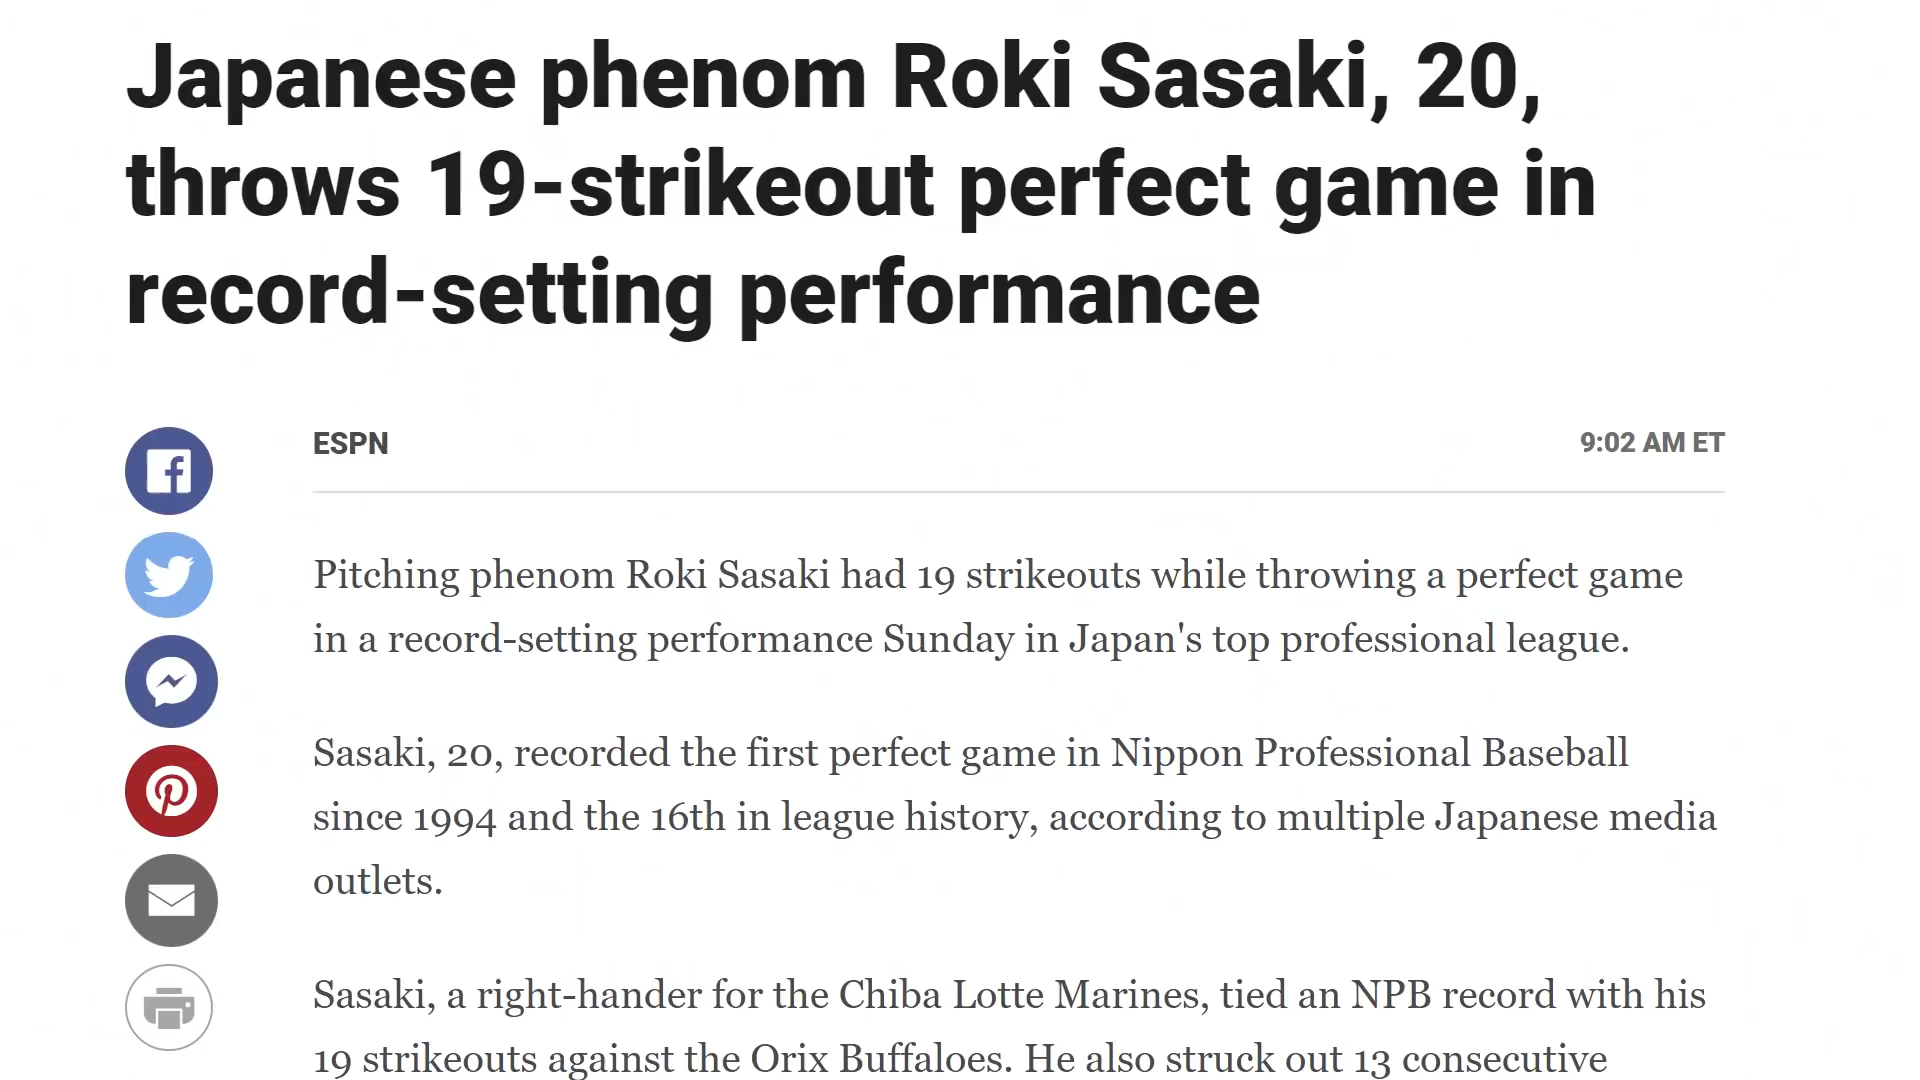 Japanese phenom Roki Sasaki, 20,
throws 19-strikeout perfect game in
record-setting performance
ESPN
9:02 AM ET
Pitching phenom Roki Sasaki had 19 strikeouts while throwing a perfect game
in a record-setting performance Sunday in Japan's top professional league.
Sasaki, 20, recorded the first perfect game in Nippon Professional Baseball
since 1994 and the 16th in league history, according to multiple Japanese media
outlets.
Sasaki, a right-hander for the Chiba Lotte Marines, tied an NPB record with his
19 strikeouts against the Orix Buffaloes. He also struck out 13 consecutive